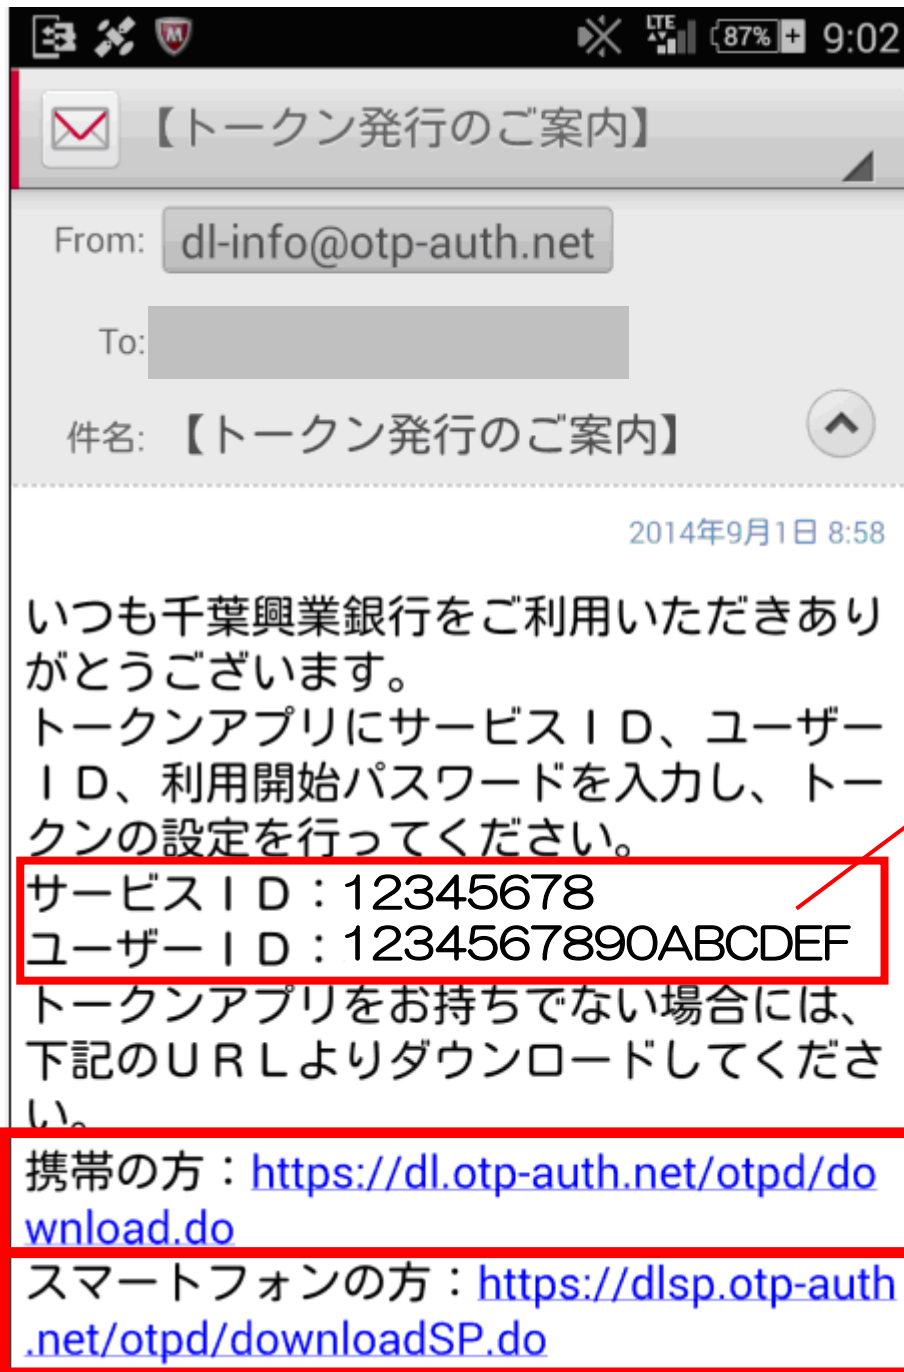 LTE 87% 9:02
【トークン発行のご案内】
From: dl-info@otp-auth.net
To:
件名: 【トークン発行のご案内】
2014年9月1日 8:58
いつも千葉興業銀行をご利用いただきあり
がとうございます。
トークンアプリにサービスＩＤ、ユーザー
ＩＤ、利用開始パスワードを入力し、トー
クンの設定を行ってください。
サービスＩＤ：12345678
ユーザーＩＤ：1234567890ABCDEF
トークンアプリをお持ちでない場合には、
下記のＵＲＬよりダウンロードしてくださ
い。
携帯の方：https://dl.otp-auth.net/otpd/do
wnload.do
スマートフォンの方：https://dlsp.otp-auth
.net/otpd/downloadSP.do